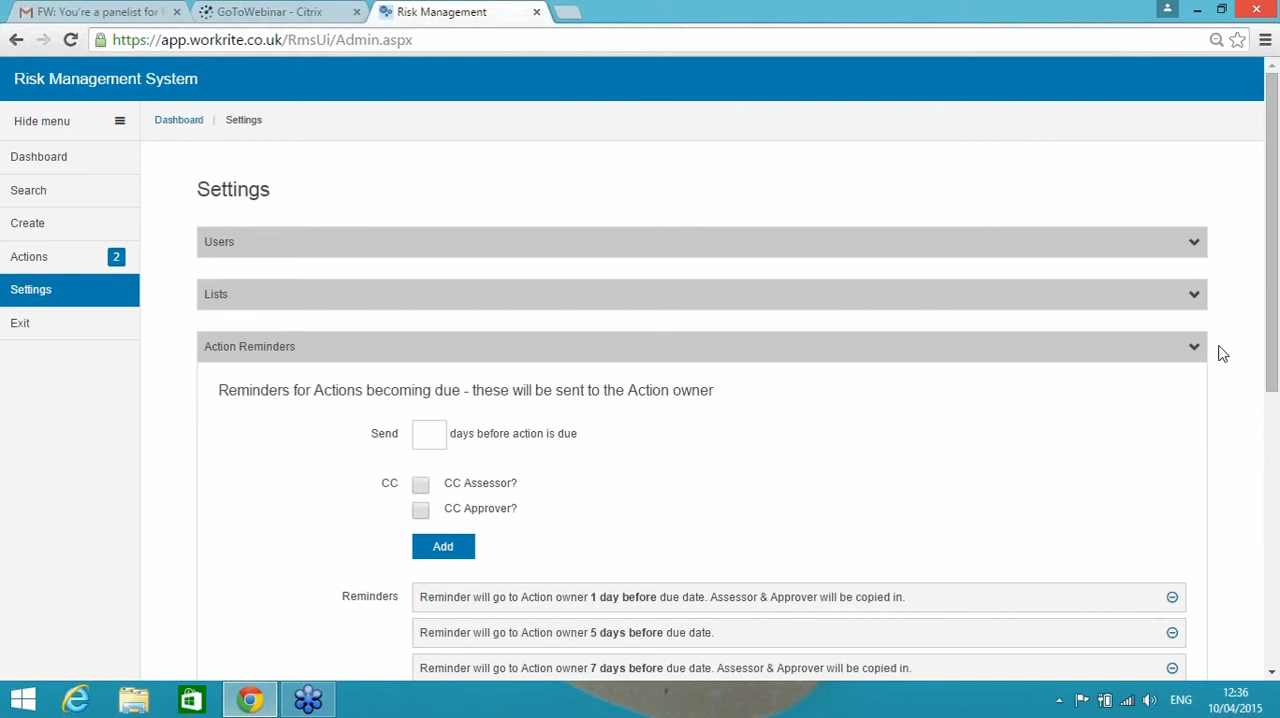 FW: You're a panelist for
GoToWebinar - Citrix
Risk Management
https://app.workrite.co.uk/RmsUi/Admin.aspx
Risk Management System
Hide menu
Dashboard | Settings
Dashboard
Search
Create
Actions 2
Settings
Exit
Settings
Users
Lists
Action Reminders
Reminders for Actions becoming due - these will be sent to the Action owner
Send days before action is due
CC CC Assessor?
CC Approver?
Add
Reminders Reminder will go to Action owner 1 day before due date. Assessor & Approver will be copied in.
Reminder will go to Action owner 5 days before due date.
Reminder will go to Action owner 7 days before due date. Assessor & Approver will be copied in.
ENG
12:36
10/04/2015